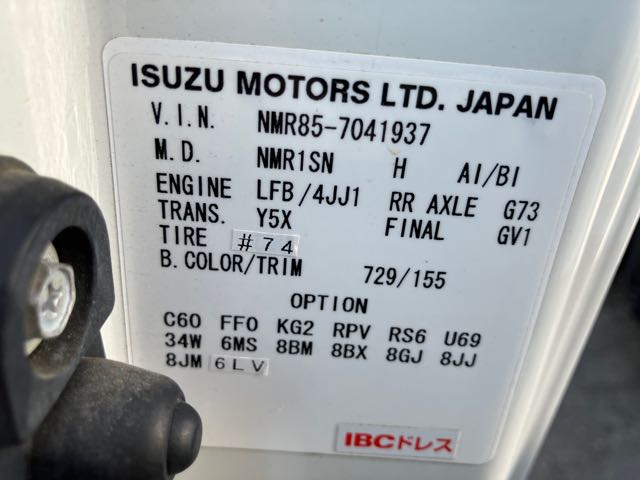 ISUZU MOTORS LTD. JAPAN
V.I.N. NMR85-7041937
M.D. NMR1SN H AI/BI
ENGINE LFB/4JJ1 RR AXLE G73
TRANS. Y5X FINAL GV1
TIRE #74
B.COLOR/TRIM 729/155
OPTION
C60 FF0 KG2 RPV RS6 U69
34W 6MS 8BM 8BX 8GJ 8JJ
8JM 6LV
IBCドレス